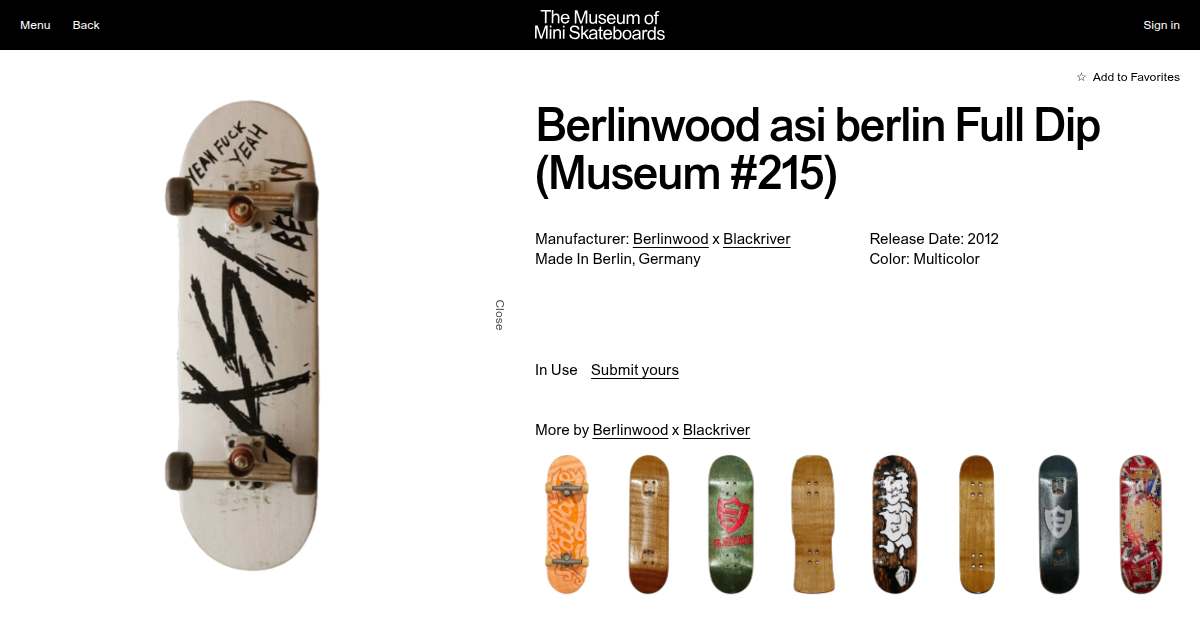 Menu
Back
The Museum of
Mini Skateboards
Sign in
☆ Add to Favorites
Berlinwood asi berlin Full Dip
(Museum #215)
Manufacturer: Berlinwood x Blackriver
Made In Berlin, Germany
Release Date: 2012
Color: Multicolor
Close
In Use
Submit yours
More by Berlinwood x Blackriver
YEAH FUCK
YEAH
ASI